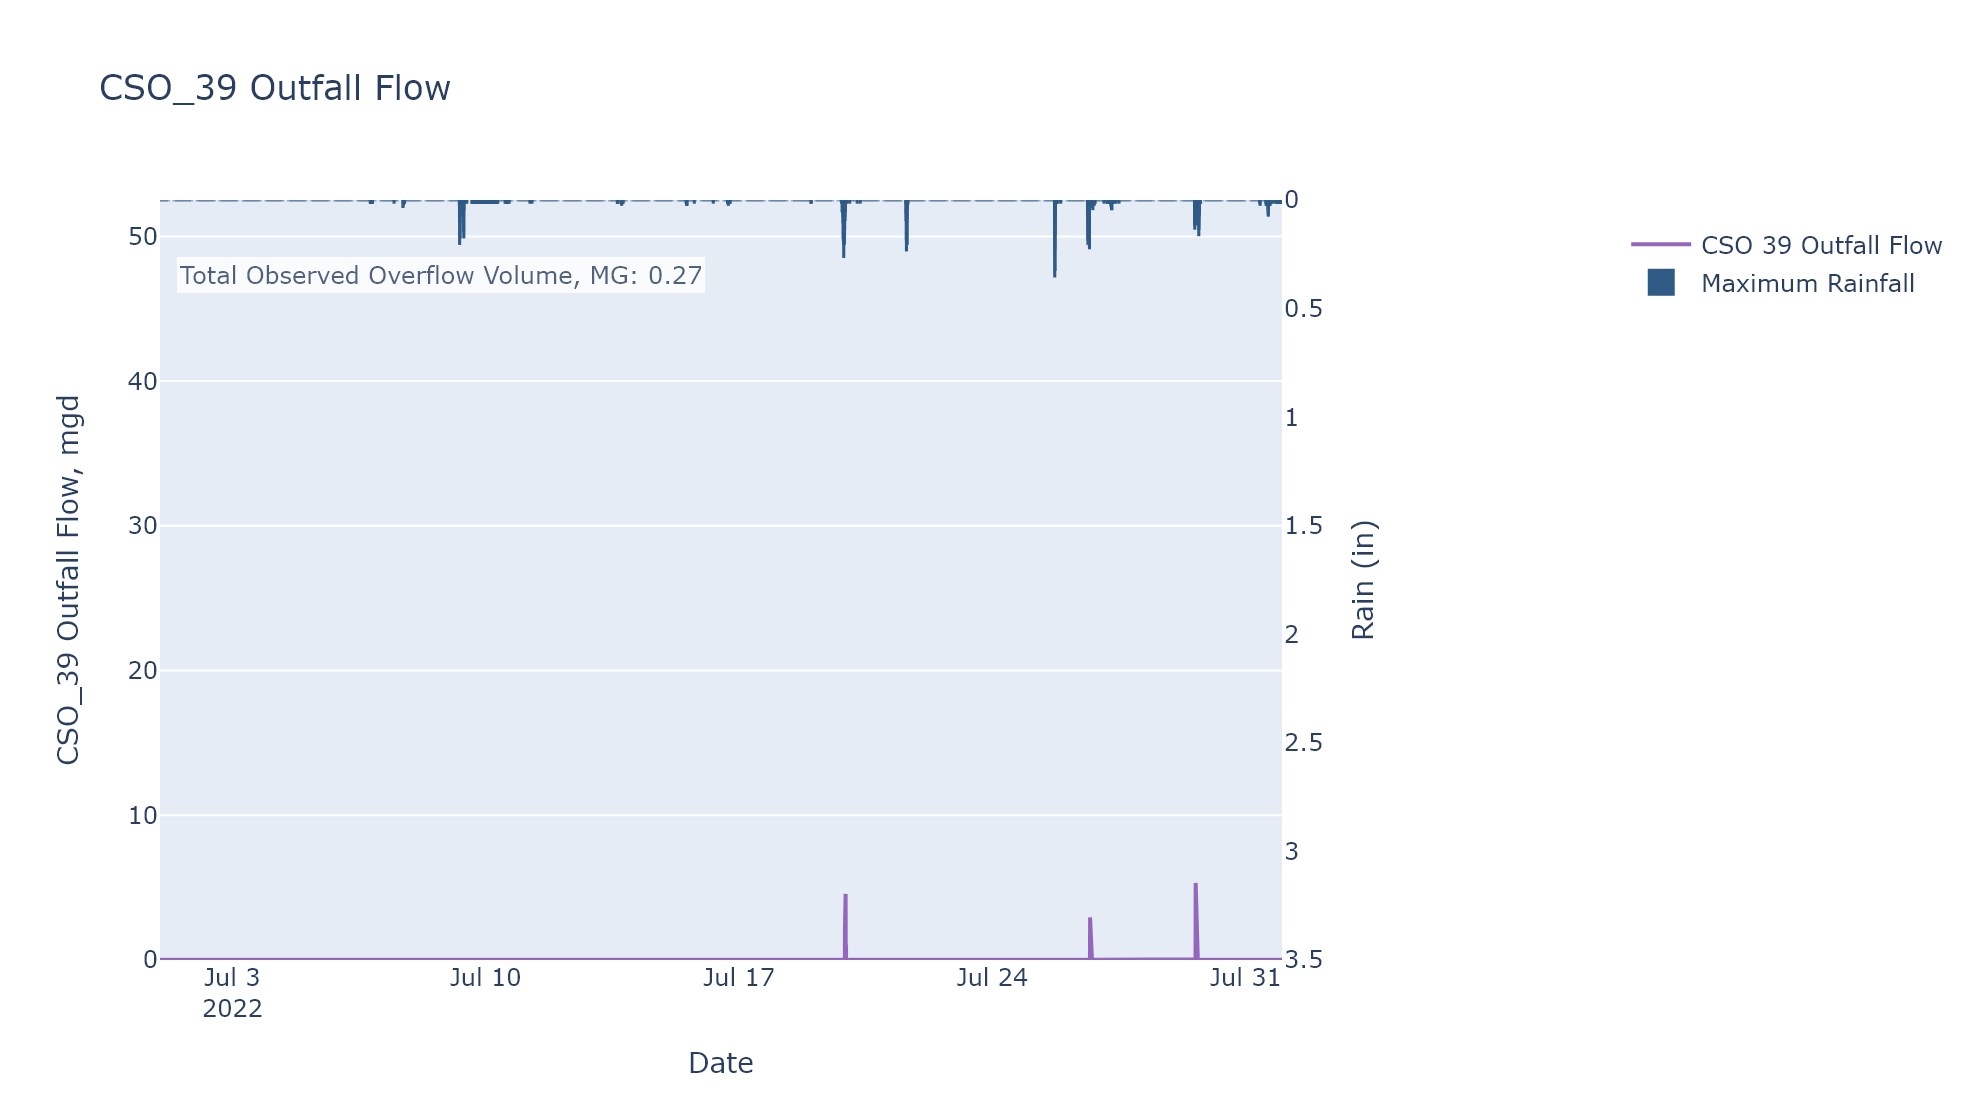 CSO_39 Outfall Flow
CSO 39 Outfall Flow
Maximum Rainfall
Total Observed Overflow Volume, MG: 0.27
CSO_39 Outfall Flow, mgd
50
40
30
20
10
0
0
0.5
1
1.5
2
2.5
3
3.5
Rain (in)
Jul 3
2022
Jul 10
Jul 17
Jul 24
Jul 31
Date